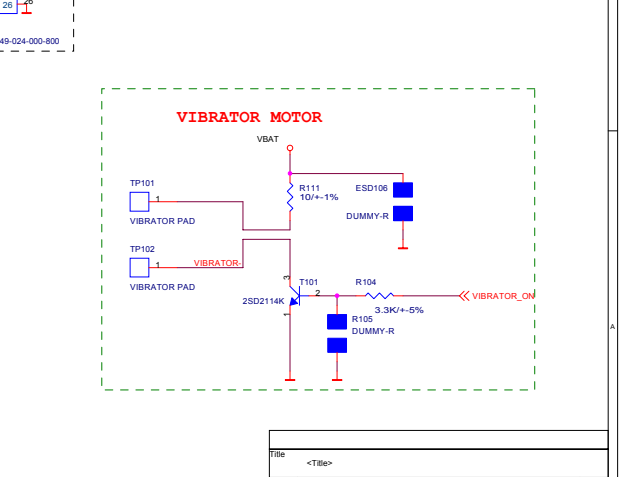 26
26
49-024-000-800
VIBRATOR MOTOR
VBAT
TP101
1
VIBRATOR PAD
R111
10/+-1%
ESD106
DUMMY-R
TP102
1
VIBRATOR-
VIBRATOR PAD
3
T101
2
2SD2114K
1
R104
3.3K/+-5%
VIBRATOR_ON
R105
DUMMY-R
A
Title
<Title>